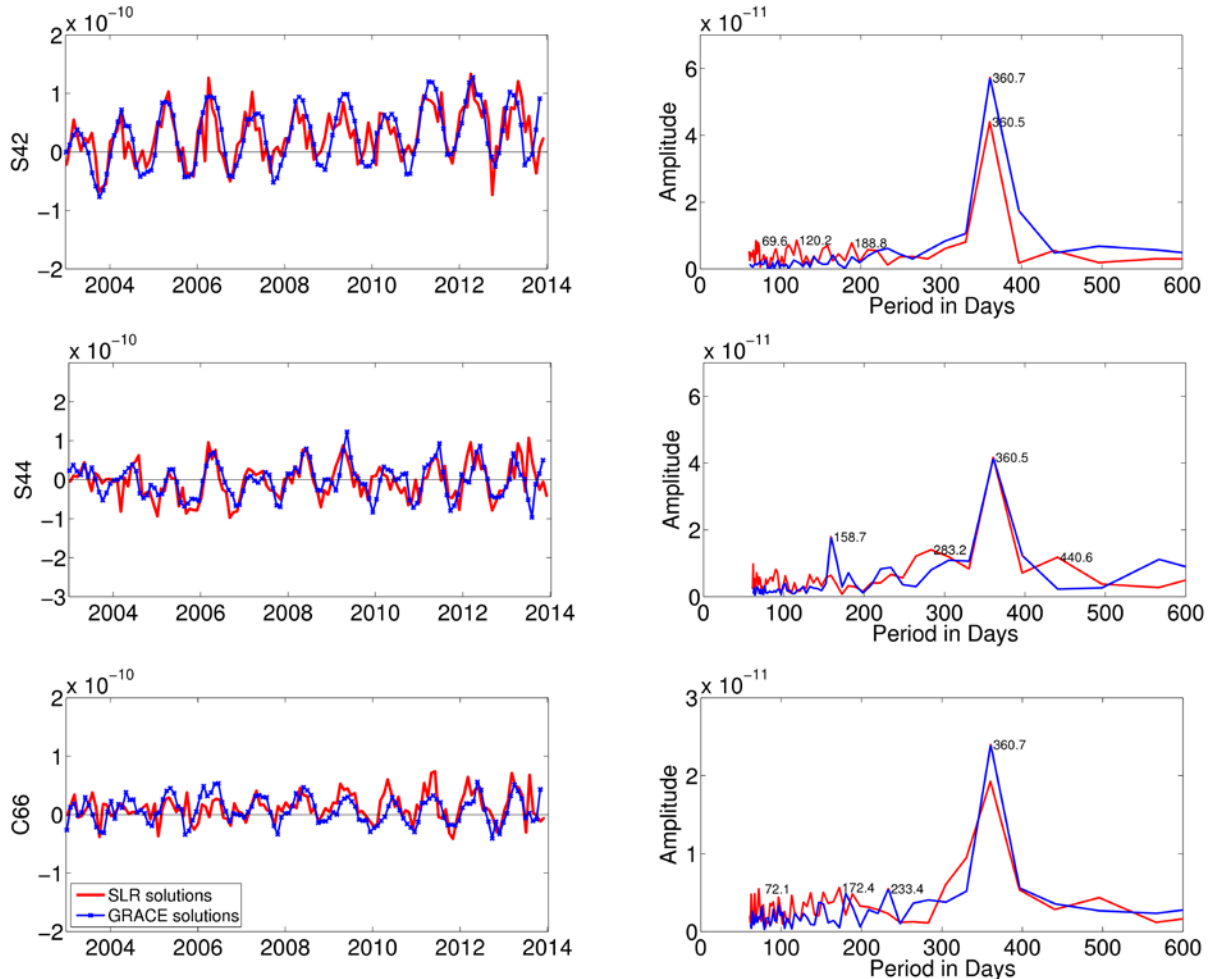 x 10⁻¹⁰
2
1
0
−1
−2
S42
2004 2006 2008 2010 2012 2014
x 10⁻¹¹
6
4
2
0
Amplitude
360.7
360.5
69.6 120.2 188.8
0 100 200 300 400 500 600
Period in Days
x 10⁻¹⁰
2
1
0
−1
−2
−3
S44
2004 2006 2008 2010 2012 2014
x 10⁻¹¹
6
4
2
0
Amplitude
360.5
158.7 283.2 440.6
0 100 200 300 400 500 600
Period in Days
x 10⁻¹⁰
2
1
0
−1
−2
C66
SLR solutions
GRACE solutions
2004 2006 2008 2010 2012 2014
x 10⁻¹¹
3
2
1
0
Amplitude
360.7
72.1 172.4 233.4
0 100 200 300 400 500 600
Period in Days